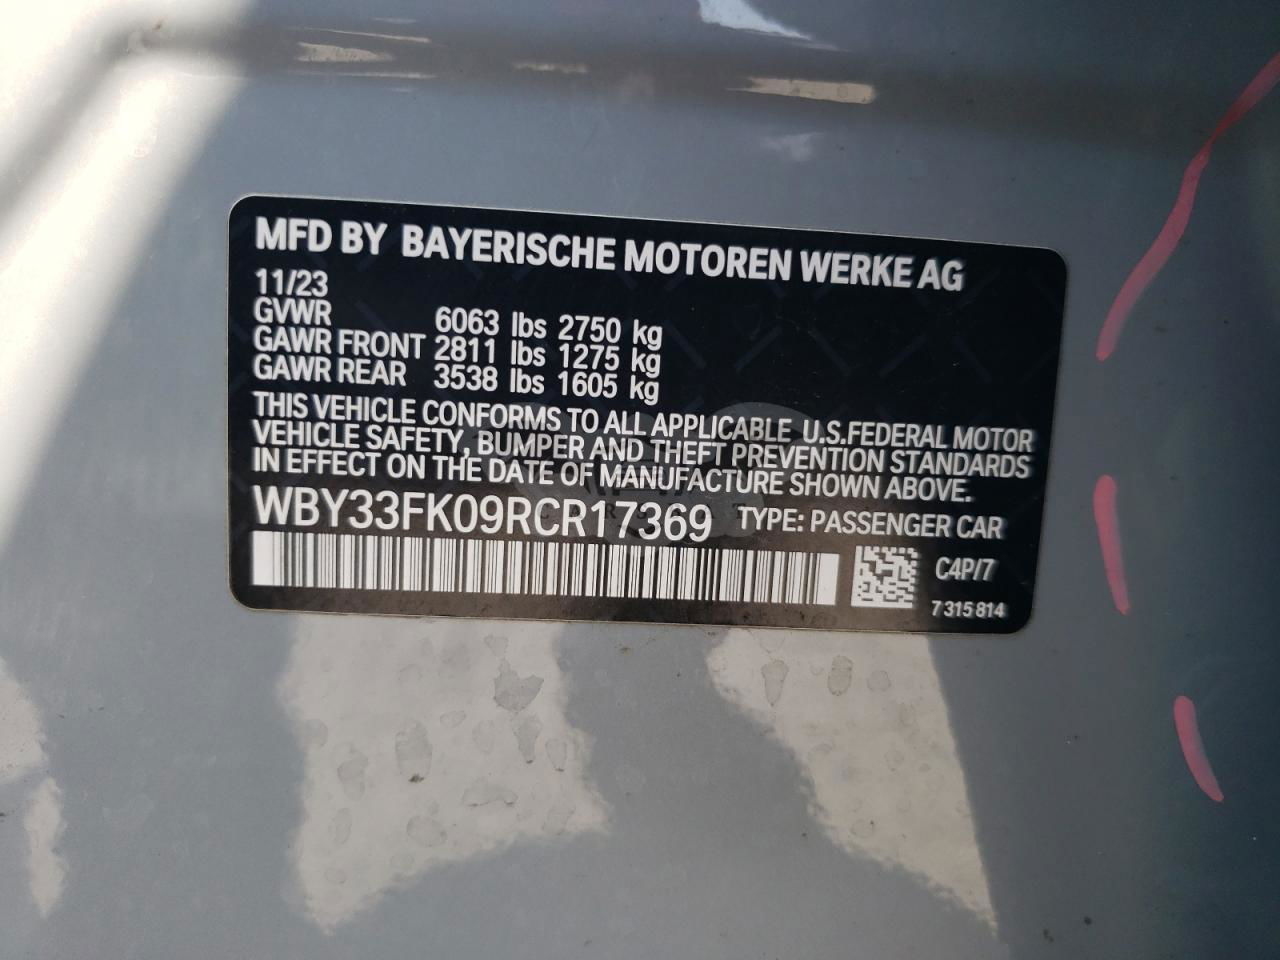 MFD BY BAYERISCHE MOTOREN WERKE AG
11/23
GVWR 6063 lbs 2750 kg
GAWR FRONT 2811 lbs 1275 kg
GAWR REAR 3538 lbs 1605 kg
THIS VEHICLE CONFORMS TO ALL APPLICABLE U.S.FEDERAL MOTOR
VEHICLE SAFETY, BUMPER AND THEFT PREVENTION STANDARDS
IN EFFECT ON THE DATE OF MANUFACTURE SHOWN ABOVE.
WBY33FK09RCR17369 TYPE: PASSENGER CAR
C4P/7
7 315 814